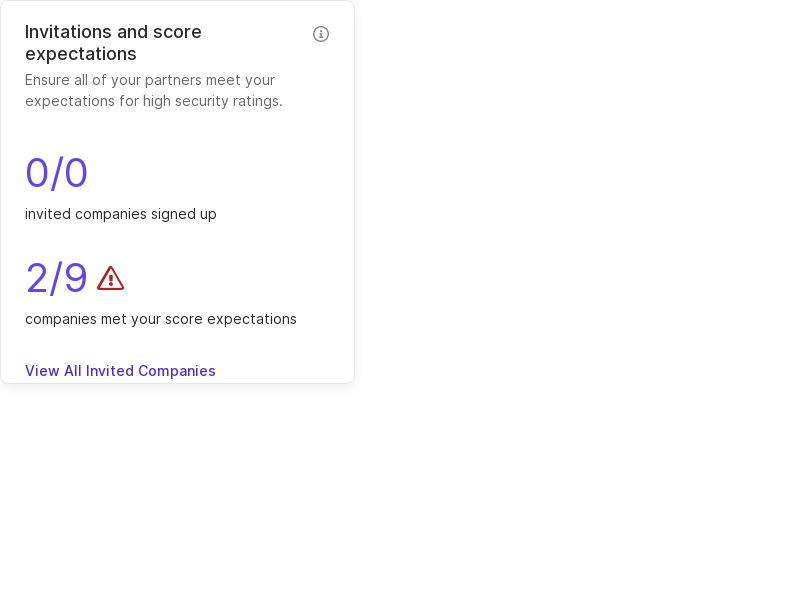 Invitations and score
expectations
Ensure all of your partners meet your
expectations for high security ratings.
0/0
invited companies signed up
2/9
companies met your score expectations
View All Invited Companies